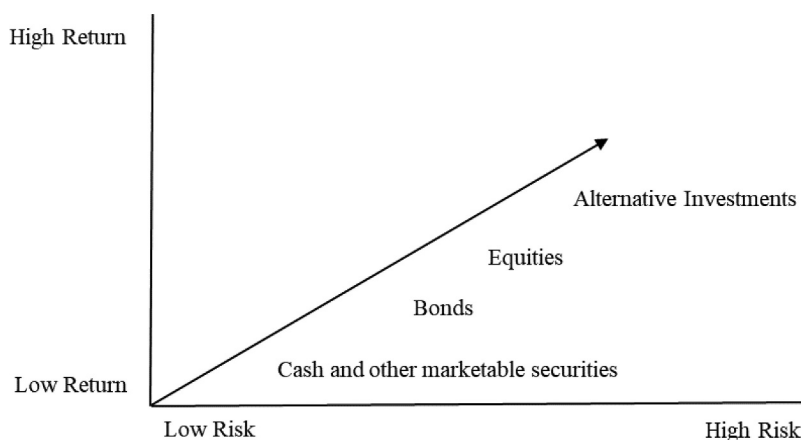 High Return
Alternative Investments
Equities
Bonds
Cash and other marketable securities
Low Return
Low Risk
High Risk